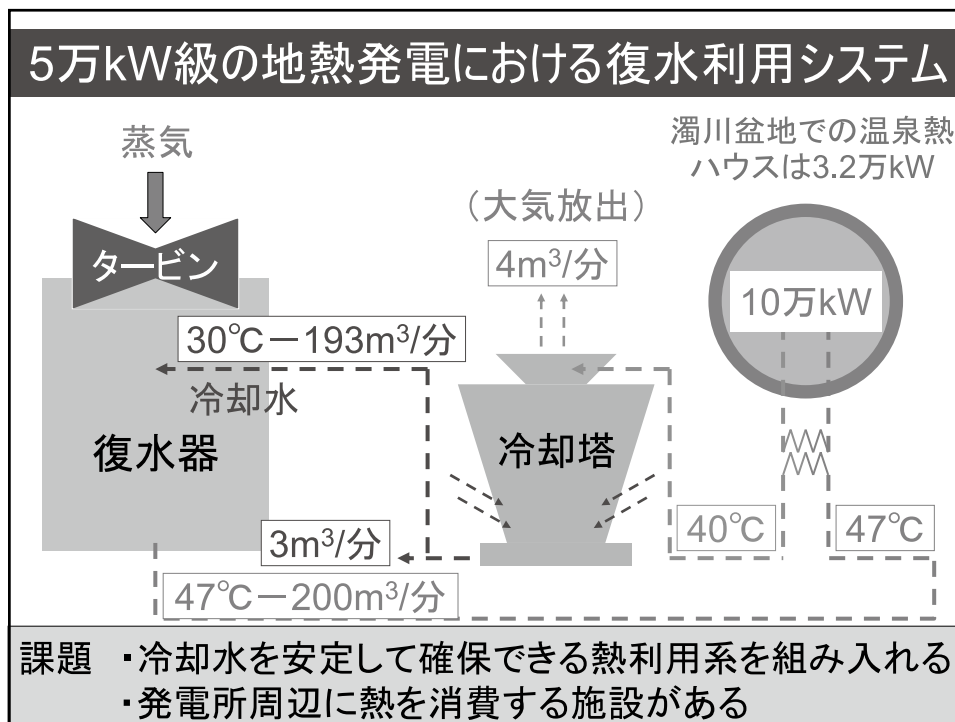 5万kW級の地熱発電における復水利用システム
蒸気
タービン
濁川盆地での温泉熱
ハウスは3.2万kW
(大気放出)
4m³/分
10万kW
30℃－193m³/分
冷却水
復水器
冷却塔
3m³/分
40℃
47℃
47℃－200m³/分
課題 ・冷却水を安定して確保できる熱利用系を組み入れる
・発電所周辺に熱を消費する施設がある